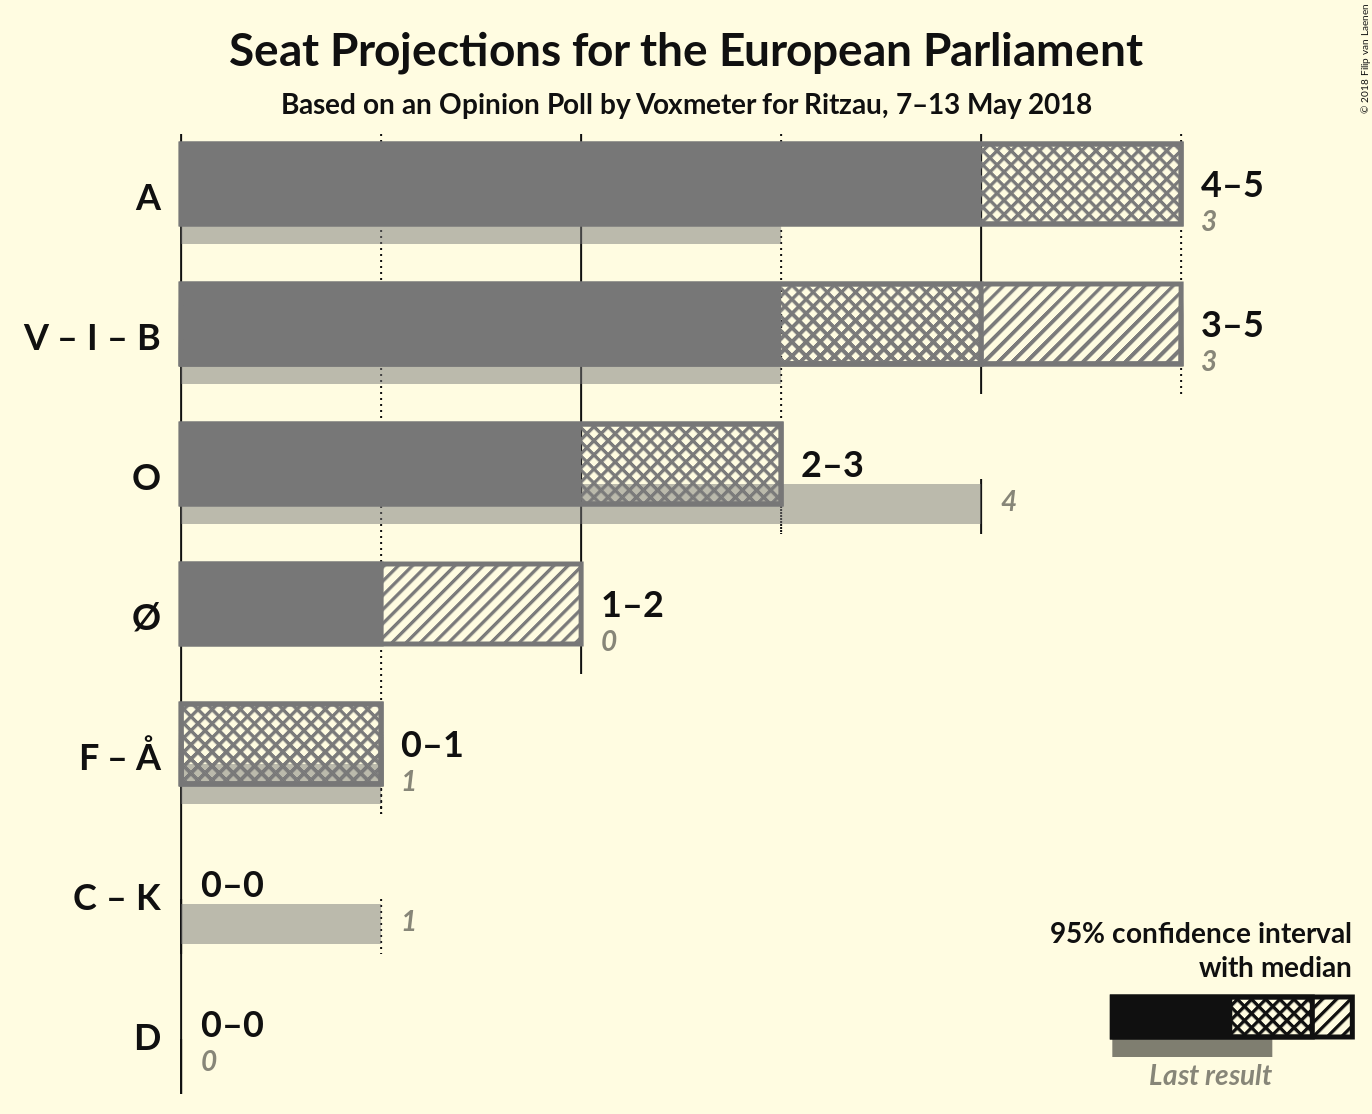 Seat Projections for the European Parliament
Based on an Opinion Poll by Voxmeter for Ritzau, 7–13 May 2018
© 2018 Filip van Laenen
A
4–5
3
V – I – B
3–5
3
O
2–3
4
Ø
1–2
0
F – Å
0–1
1
C – K
0–0
1
D
0–0
0
95% confidence interval
with median
Last result